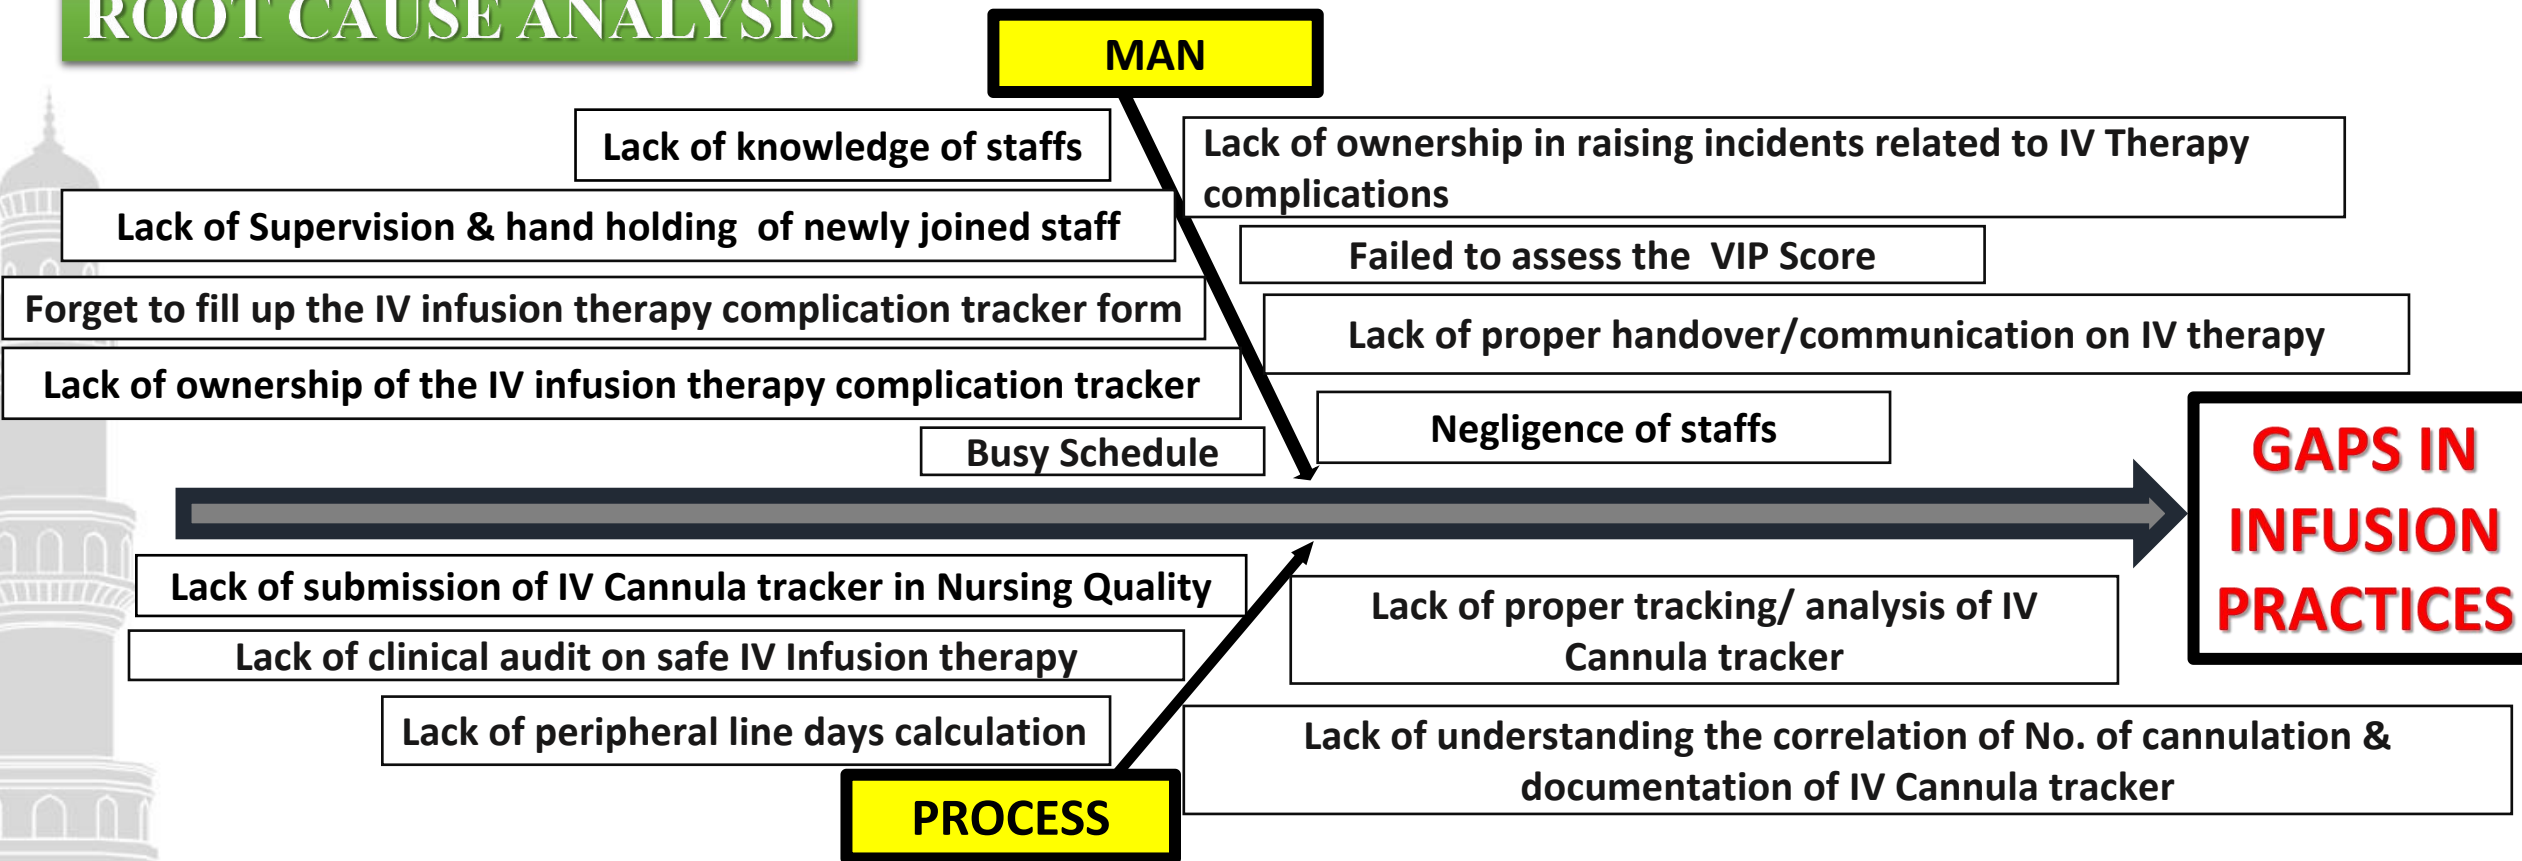 ROOT CAUSE ANALYSIS
MAN
Lack of knowledge of staffs
Lack of Supervision & hand holding of newly joined staff
Forget to fill up the IV infusion therapy complication tracker form
Lack of ownership of the IV infusion therapy complication tracker
Busy Schedule
Lack of ownership in raising incidents related to IV Therapy
complications
Failed to assess the VIP Score
Lack of proper handover/communication on IV therapy
Negligence of staffs
GAPS IN
INFUSION
PRACTICES
Lack of submission of IV Cannula tracker in Nursing Quality
Lack of clinical audit on safe IV Infusion therapy
Lack of peripheral line days calculation
Lack of proper tracking/ analysis of IV
Cannula tracker
Lack of understanding the correlation of No. of cannulation &
documentation of IV Cannula tracker
PROCESS